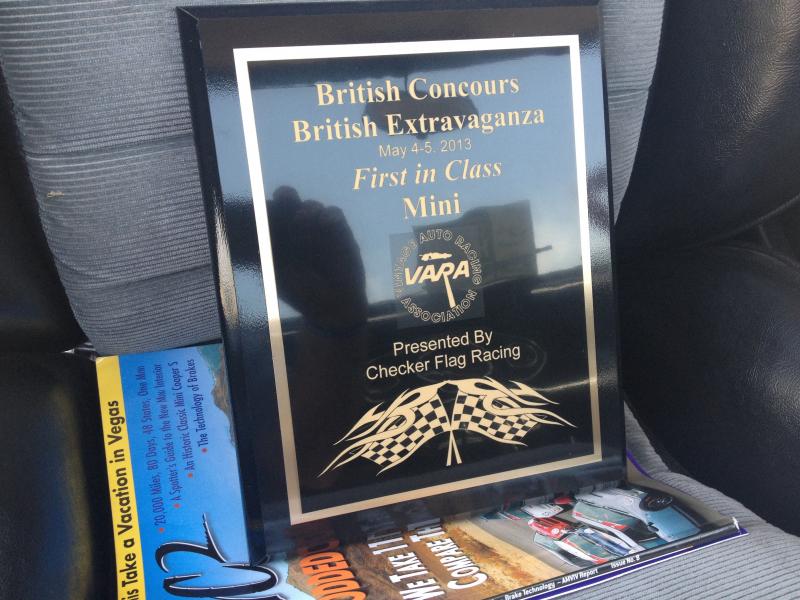 British Concours
British Extravaganza
May 4-5. 2013
First in Class
Mini
VINTAGE AUTO RACING
VARA
ASSOCIATION
Presented By
Checker Flag Racing
is Take a Vacation in Vegas
• 20,000 Miles, 80 Days, 48 States, One MINI
• A Spotter's Guide to the New MINI Interior
• An Historic Classic Mini Cooper S
• The Technology of Brakes
We Take
Compare
Brake Technology – AMVIV Report
Issue No. 8